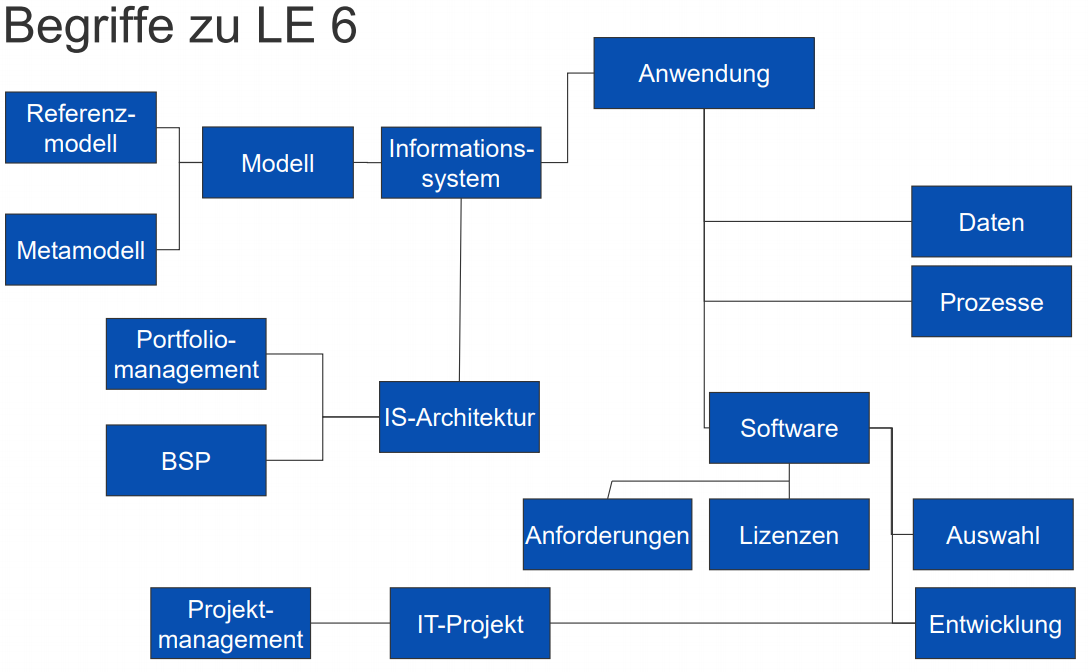 Begriffe zu LE 6
Anwendung
Referenz-
modell
Modell
Informations-
system
Metamodell
Daten
Prozesse
Portfolio-
management
IS-Architektur
BSP
Software
Anforderungen
Lizenzen
Auswahl
Projekt-
management
IT-Projekt
Entwicklung